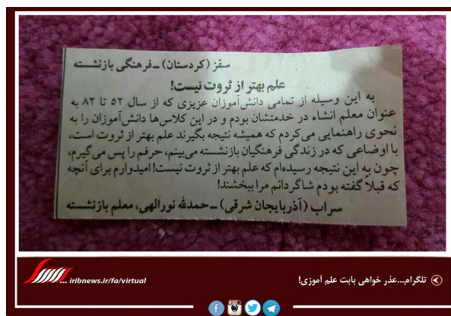 سقز (کردستان) ــ فرهنگی بازنشسته
علم بهتر از ثروت نیست!
به این وسیله از تمامی دانش‌آموزان عزیزی که از سال ۵۲ تا ۸۲ به
عنوان معلم انشاء در خدمتشان بودم و در این کلاس‌ها دانش‌آموزان را به
نحوی راهنمایی می‌کردم که همیشه نتیجه بگیرند علم بهتر از ثروت است،
با اوضاعی که در زندگی فرهنگیان بازنشسته می‌بینم، حرفم را پس می‌گیرم،
چون به این نتیجه رسیده‌ام که علم بهتر از ثروت نیست! امیدوارم برای آنچه
که قبلاً گفته بودم شاگردانم مرا ببخشند!
سراب (آذربایجان شرقی) ــ حمدلله نورالهی، معلم بازنشسته
تلگرام...عذر خواهی بابت علم اموزی!
iribnews.ir/fa/virtual ...